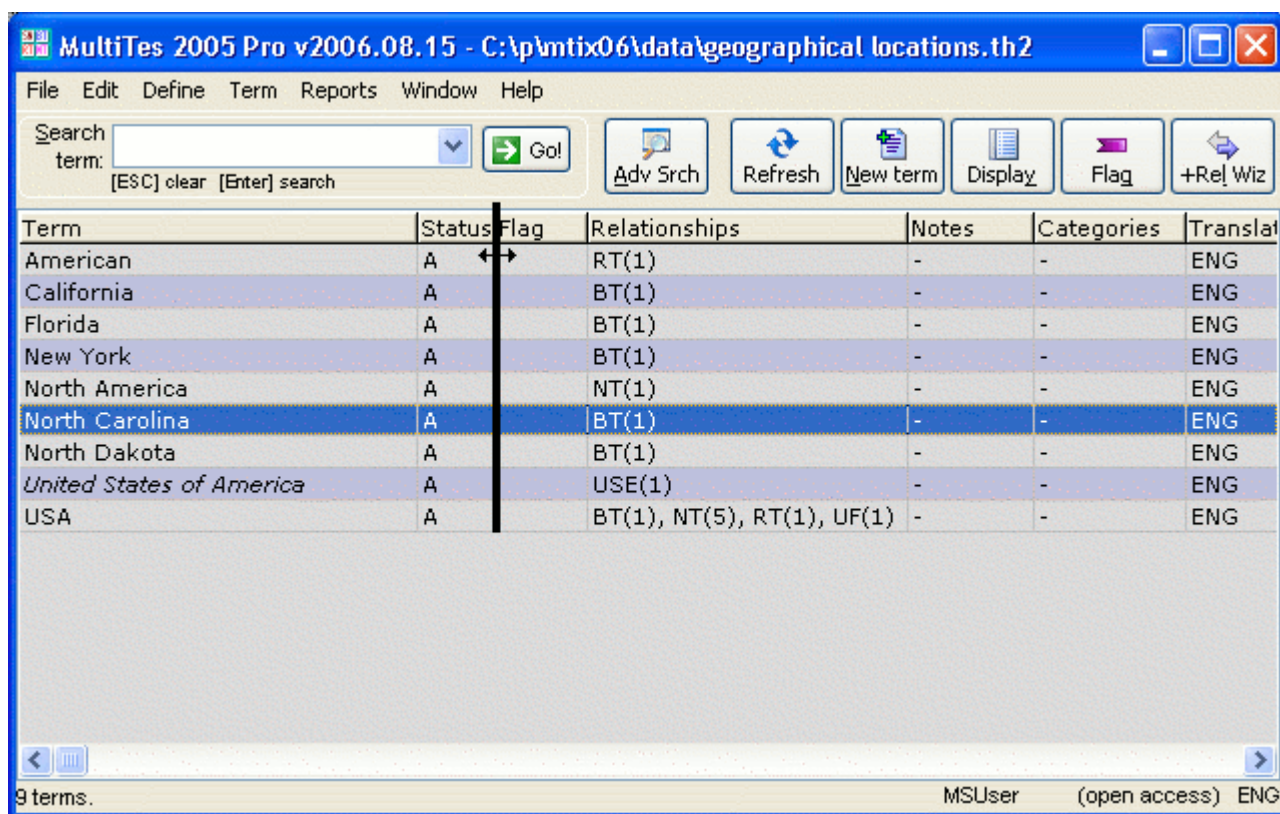 MultiTes 2005 Pro v2006.08.15 - C:\p\mtix06\data\geographical locations.th2
File Edit Define Term Reports Window Help
Search term: Go! Adv Srch Refresh New term Display Flag +Rel Wiz
[ESC] clear [Enter] search
Term Status Flag Relationships Notes Categories Translat
American A RT(1) - - ENG
California A BT(1) - - ENG
Florida A BT(1) - - ENG
New York A BT(1) - - ENG
North America A NT(1) - - ENG
North Carolina A BT(1) - - ENG
North Dakota A BT(1) - - ENG
United States of America A USE(1) - - ENG
USA A BT(1), NT(5), RT(1), UF(1) - - ENG
9 terms. MSUser (open access) ENG